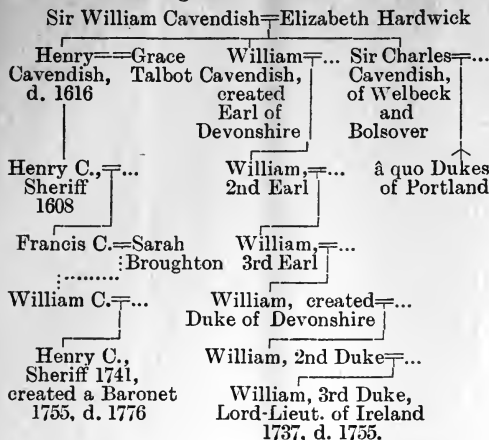 Sir William Cavendish=Elizabeth Hardwick
Henry==Grace William=... Sir Charles=...
Cavendish, Talbot Cavendish, Cavendish,
d. 1616 created of Welbeck
Earl of and
Devonshire Bolsover
Henry C.,=... William,=... â quo Dukes
Sheriff 2nd Earl of Portland
1608
Francis C.=Sarah William,=...
Broughton 3rd Earl
William C.=... William, created=...
Duke of Devonshire
Henry C., William, 2nd Duke=...
Sheriff 1741,
created a Baronet William, 3rd Duke,
1755, d. 1776 Lord-Lieut. of Ireland
1737, d. 1755.